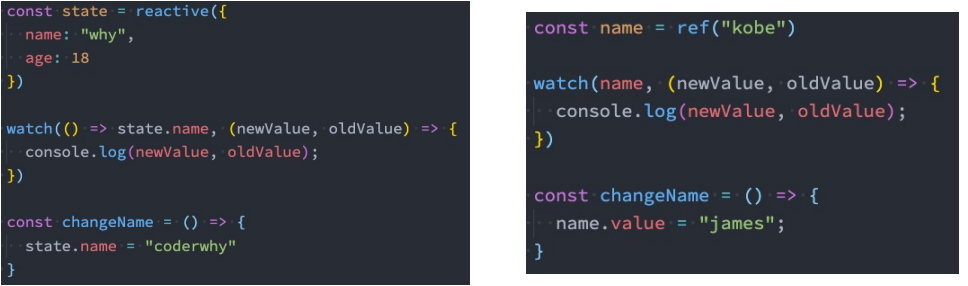 const state = reactive({
  name: "why",
  age: 18
})

watch(() => state.name, (newValue, oldValue) => {
  console.log(newValue, oldValue);
})

const changeName = () => {
  state.name = "coderwhy"
}

const name = ref("kobe")

watch(name, (newValue, oldValue) => {
  console.log(newValue, oldValue);
})

const changeName = () => {
  name.value = "james";
}